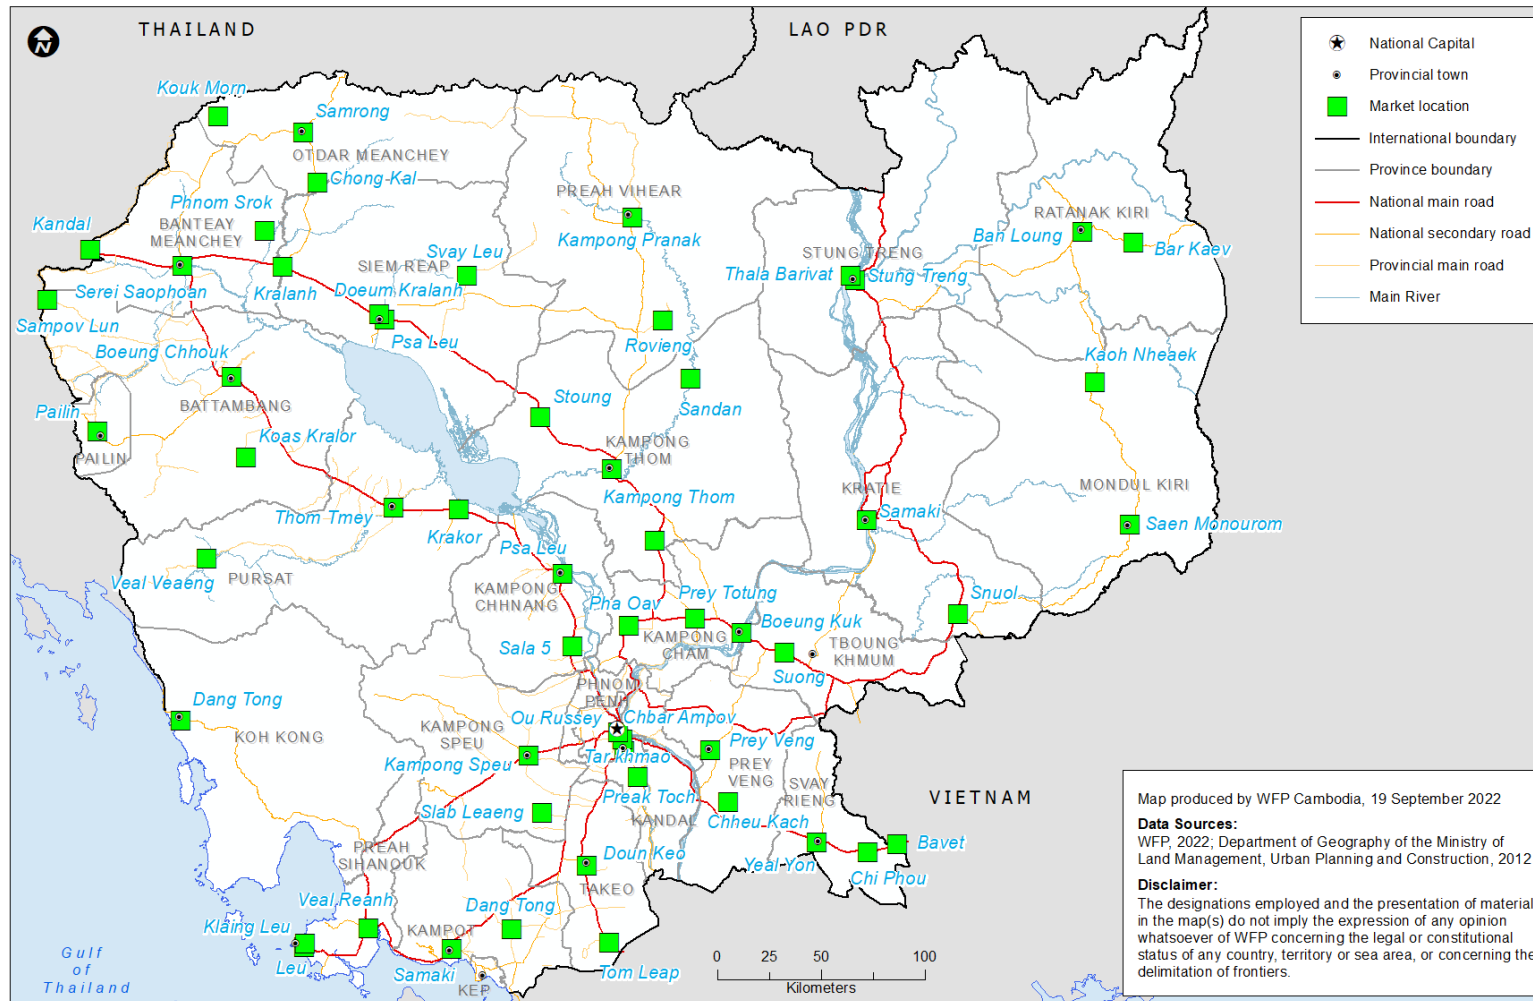 THAILAND
LAO PDR
N
National Capital
Provincial town
Market location
International boundary
Province boundary
National main road
National secondary road
Provincial main road
Main River
Kouk Morn
Samrong
OTDAR MEANCHEY
Chong Kal
Phnom Srok
BANTEAY
MEANCHEY
Kandal
PREAH VIHEAR
Kampong Pranak
RATANAK KIRI
Ban Loung
Bar Kaev
Svay Leu
SIEM REAP
Doeum Kralanh
STUNG TRENG
Thala Barivat
Stung Treng
Serei Saophoan
Kralanh
Sampov Lun
Psa Leu
Rovieng
Boeung Chhouk
Kaoh Nheaek
Pailin
BATTAMBANG
Stoung
Sandan
Koas Kralor
PAILIN
KAMPONG
THOM
Kampong Thom
KRATIE
MONDUL KIRI
Samaki
Saen Monourom
Thom Tmey
Krakor
Psa Leu
Veal Veaeng
PURSAT
KAMPONG
CHHNANG
Pha Oav
Prey Totung
Snuol
Boeung Kuk
KAMPONG
CHAM
TBOUNG
KHMUM
Sala 5
Suong
PHNOM
PENH
Dang Tong
KOH KONG
KAMPONG
SPEU
Ou Russey
Chbar Ampov
Kampong Speu
Tar khmao
Prey Veng
PREY
VENG
SVAY
RIENG
Preak Toch
Slab Leaeng
KANDAL
Chheu Kach
VIETNAM
Bavet
Yeal Yon
Chi Phou
PREAH
SIHANOUK
Doun Keo
TAKEO
Veal Reanh
Dang Tong
Klaing Leu
KAMPOT
Leu
Samaki
KEP
Tom Leap
Gulf
of
Thailand
0 25 50 100
Kilometers
Map produced by WFP Cambodia, 19 September 2022
Data Sources:
WFP, 2022; Department of Geography of the Ministry of
Land Management, Urban Planning and Construction, 2012
Disclaimer:
The designations employed and the presentation of material
in the map(s) do not imply the expression of any opinion
whatsoever of WFP concerning the legal or constitutional
status of any country, territory or sea area, or concerning the
delimitation of frontiers.